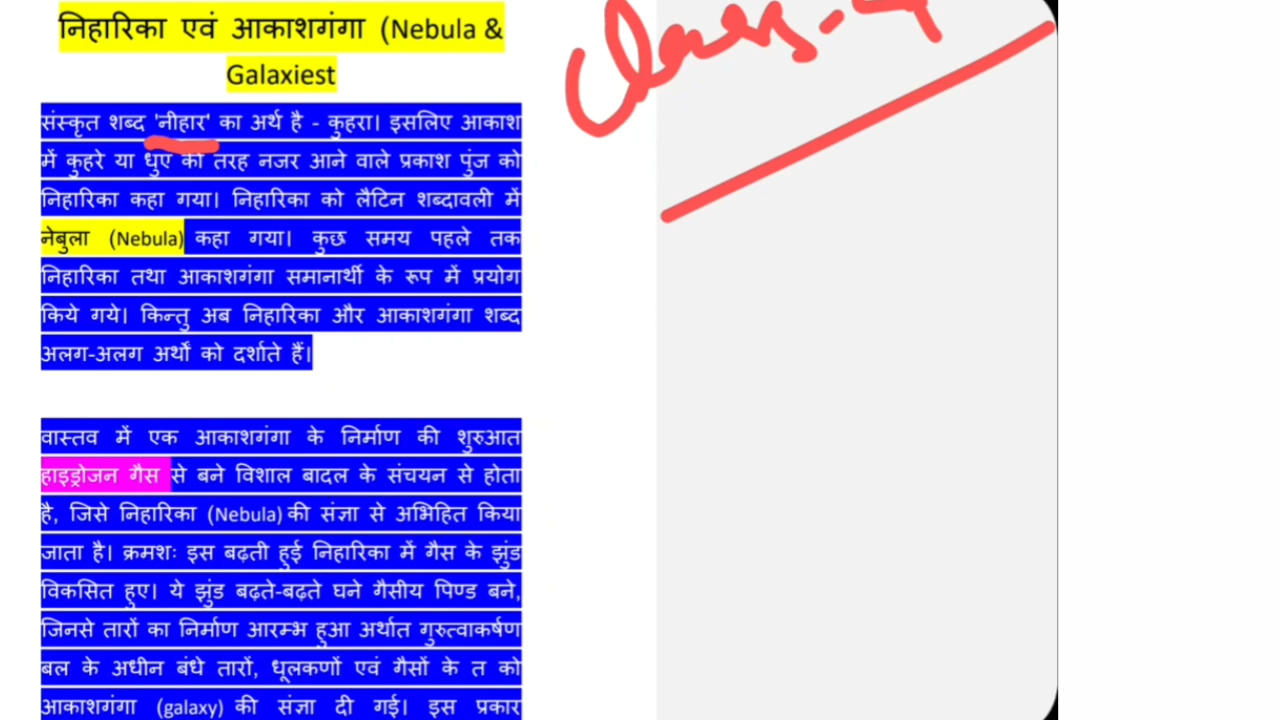 निहारिका एवं आकाशगंगा (Nebula &
Galaxiest
संस्कृत शब्द 'नीहार' का अर्थ है - कुहरा। इसलिए आकाश
में कुहरे या धुएं की तरह नजर आने वाले प्रकाश पुंज को
निहारिका कहा गया। निहारिका को लैटिन शब्दावली में
नेबुला (Nebula) कहा गया। कुछ समय पहले तक
निहारिका तथा आकाशगंगा समानार्थी के रूप में प्रयोग
किये गये। किन्तु अब निहारिका और आकाशगंगा शब्द
अलग-अलग अर्थों को दर्शाते हैं।
वास्तव में एक आकाशगंगा के निर्माण की शुरुआत
हाइड्रोजन गैस से बने विशाल बादल के संचयन से होता
है, जिसे निहारिका (Nebula) की संज्ञा से अभिहित किया
जाता है। क्रमशः इस बढ़ती हुई निहारिका में गैस के झुंड
विकसित हुए। ये झुंड बढ़ते-बढ़ते घने गैसीय पिण्ड बने,
जिनसे तारों का निर्माण आरम्भ हुआ अर्थात गुरुत्वाकर्षण
बल के अधीन बंधे तारों, धूलकणों एवं गैसों के त को
आकाशगंगा (galaxy) की संज्ञा दी गई। इस प्रकार
Class-